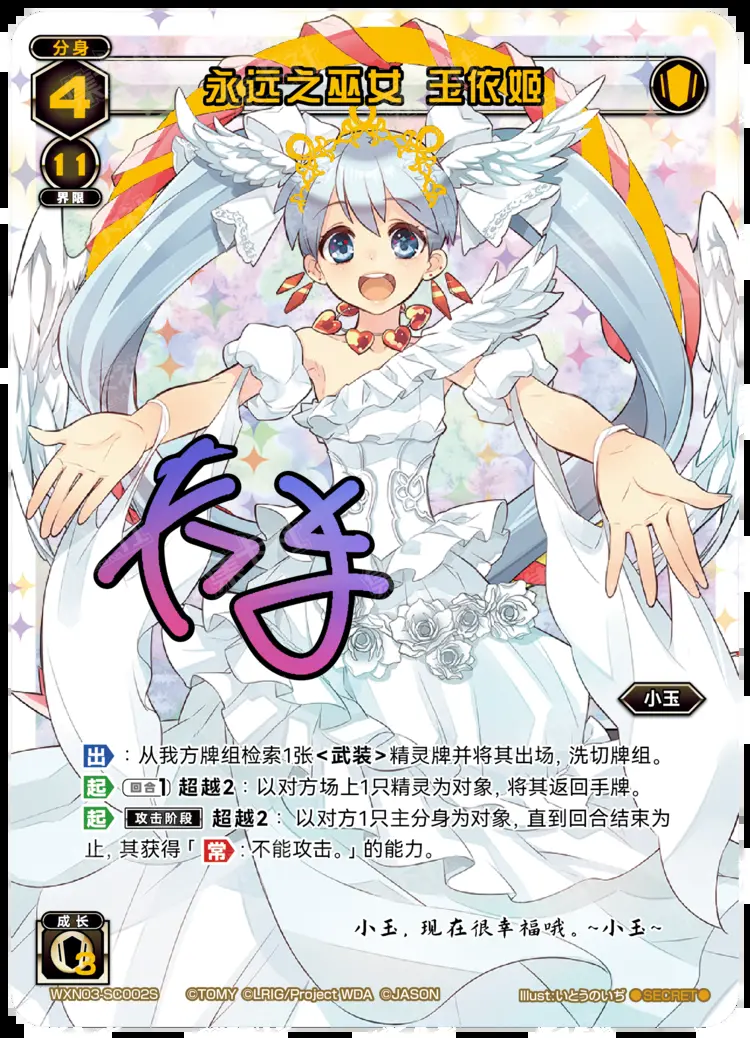 分身
4
永远之巫女 玉依姬
11
界限
小玉
出：从我方牌组检索1张<武装>精灵牌并将其出场，洗切牌组。
起 回合1 超越2：以对方场上1只精灵为对象，将其返回手牌。
起 攻击阶段 超越2：以对方1只主分身为对象，直到回合结束为
止，其获得「常：不能攻击。」的能力。
成长
3
小玉，现在很幸福哦。~小玉~
WXN03-SC002S ©TOMY ©LRIG/Project WDA ©JASON Illust:いとうのいぢ ●SECRET●